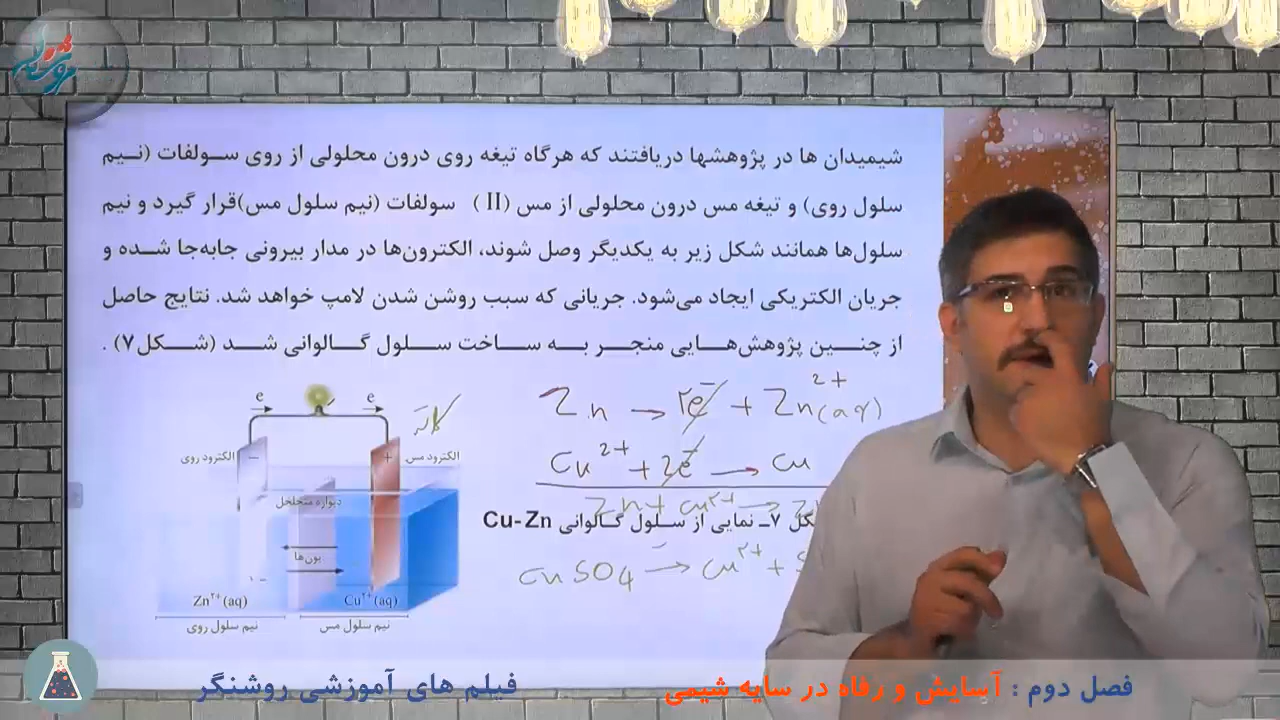 شیمیدان ها در پژوهشها دریافتند که هرگاه تیغه روی درون محلولی از روی سولفات (نیم
سلول روی) و تیغه مس درون محلولی از مس (II ) سولفات (نیم سلول مس)قرار گیرد و نیم
سلول‌ها همانند شکل زیر به یکدیگر وصل شوند، الکترون‌ها در مدار بیرونی جابه‌جا شده و
جریان الکتریکی ایجاد می‌شود. جریانی که سبب روشن شدن لامپ خواهد شد. نتایج حاصل
از چنین پژوهش‌هایی منجر به ساخت سلول گالوانی شد (شکل۷) .
e e
کاتد
الکترود مس
+
−
الکترود روی
دیواره متخلخل
یون‌ها
Zn²⁺(aq) Cu²⁺(aq)
نیم سلول مس
نیم سلول روی
Zn → ۲e⁻ + Zn²⁺(aq)
Cu²⁺ + 2e⁻ → Cu
Zn + Cu²⁺ →
۷ـ نمایی از سلول گالوانی Cu-Zn
CuSO4 → Cu²⁺ +
فصل دوم : آسایش و رفاه در سایه شیمی
فیلم های آموزشی روشنگر